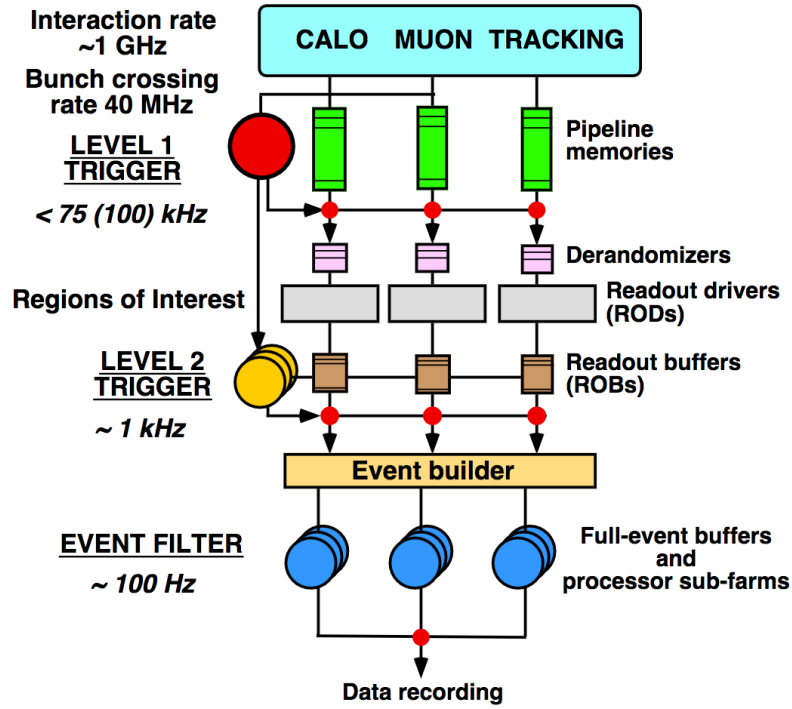 Interaction rate
~1 GHz
CALO MUON TRACKING
Bunch crossing
rate 40 MHz
LEVEL 1
TRIGGER
< 75 (100) kHz
Pipeline
memories
Derandomizers
Regions of Interest
Readout drivers
(RODs)
LEVEL 2
TRIGGER
~ 1 kHz
Readout buffers
(ROBs)
Event builder
EVENT FILTER
~ 100 Hz
Full-event buffers
and
processor sub-farms
Data recording